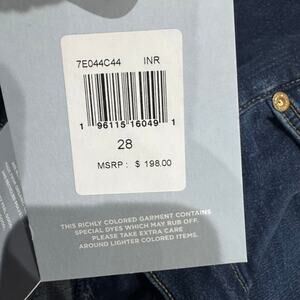 7E044C44 INR
1 96115 16049 1
28
MSRP : $ 198.00
THIS RICHLY COLORED GARMENT CONTAINS
SPECIAL DYES WHICH MAY RUB OFF.
PLEASE TAKE EXTRA CARE
AROUND LIGHTER COLORED ITEMS.